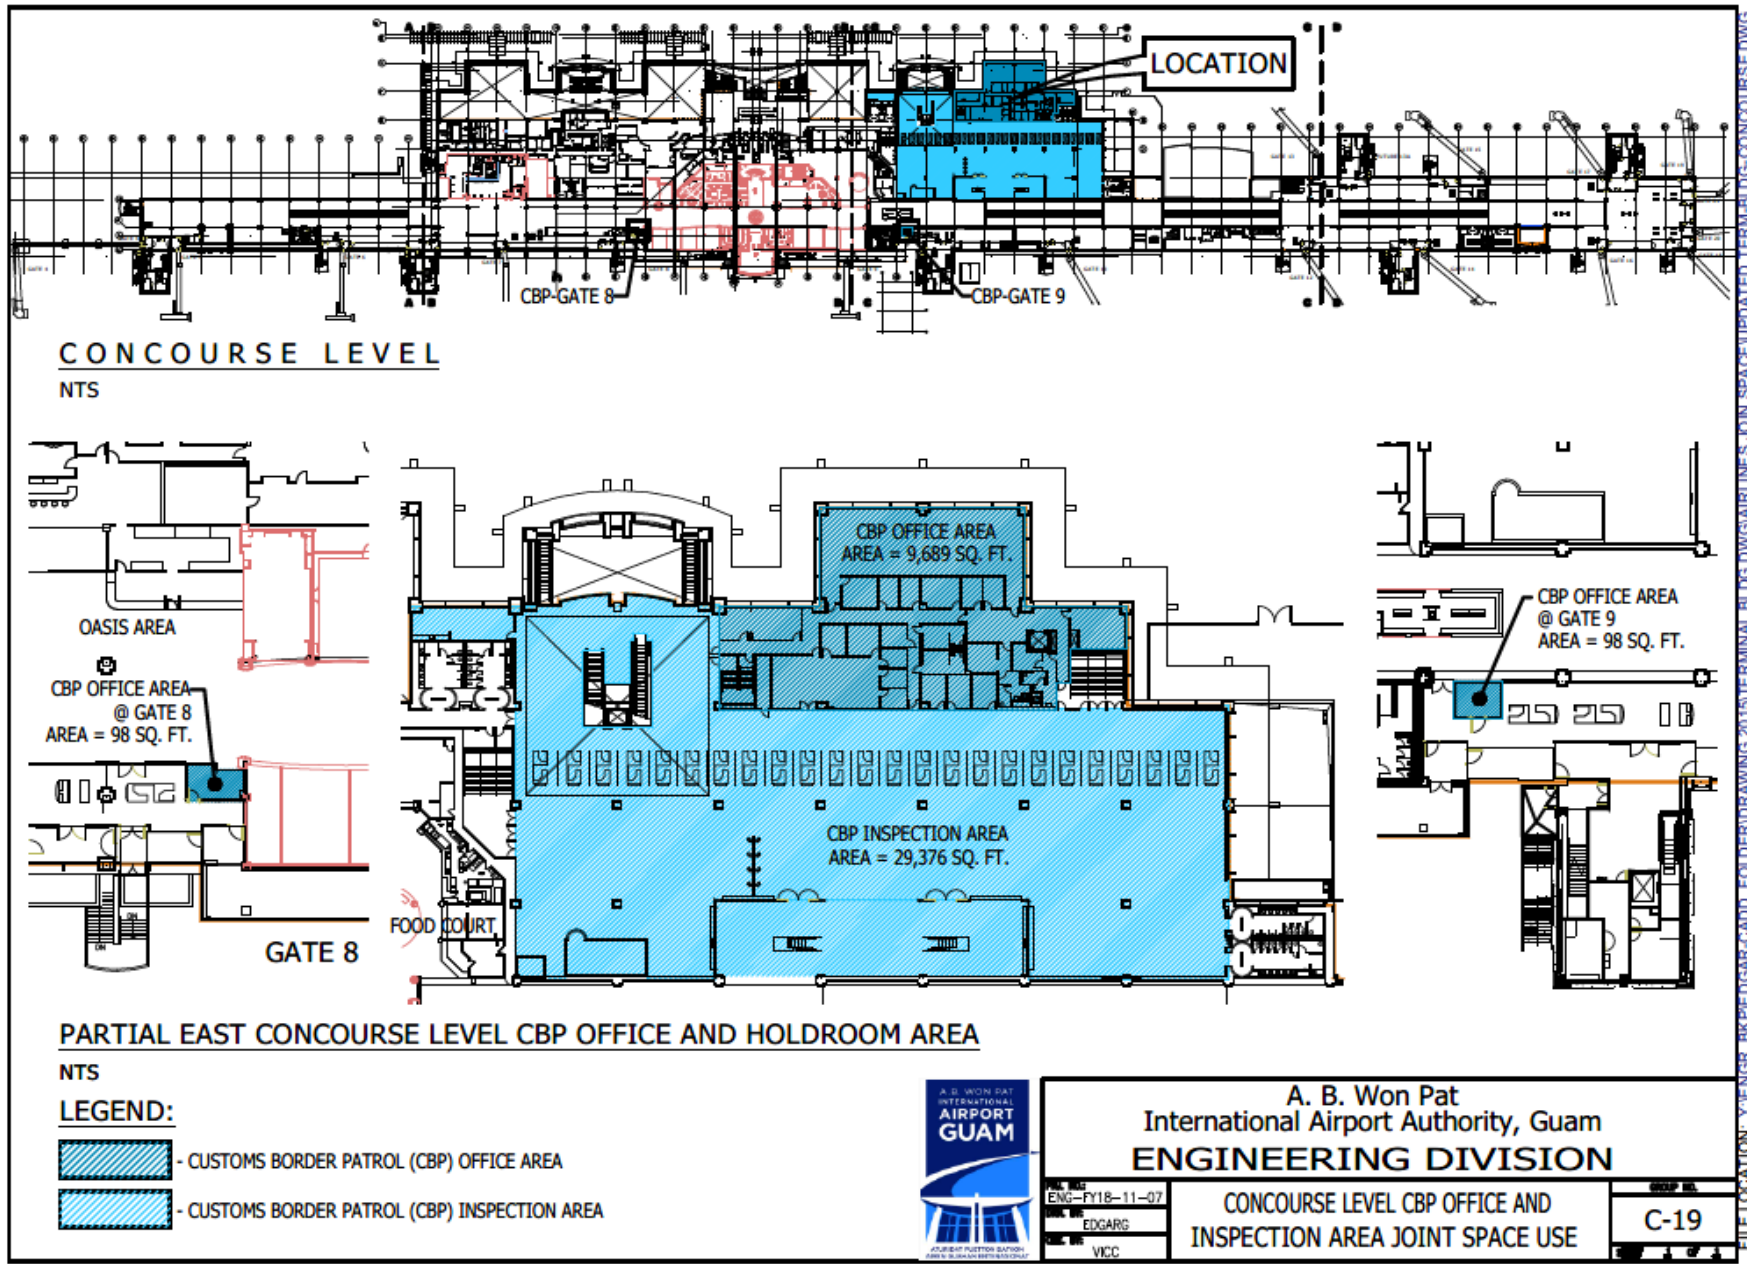 LOCATION
CBP-GATE 8
CBP-GATE 9
CONCOURSE LEVEL
NTS
OASIS AREA
CBP OFFICE AREA
@ GATE 8
AREA = 98 SQ. FT.
DN
DN
GATE 8
CBP OFFICE AREA
AREA = 9,689 SQ. FT.
CBP INSPECTION AREA
AREA = 29,376 SQ. FT.
FOOD COURT
CBP OFFICE AREA
@ GATE 9
AREA = 98 SQ. FT.
PARTIAL EAST CONCOURSE LEVEL CBP OFFICE AND HOLDROOM AREA
NTS
LEGEND:
- CUSTOMS BORDER PATROL (CBP) OFFICE AREA
- CUSTOMS BORDER PATROL (CBP) INSPECTION AREA
A.B. WON PAT
INTERNATIONAL
AIRPORT
GUAM
A. B. Won Pat
International Airport Authority, Guam
ENGINEERING DIVISION
ENG-FY18-11-07
EDGARG
VICC
CONCOURSE LEVEL CBP OFFICE AND
INSPECTION AREA JOINT SPACE USE
GROUP NO.
C-19